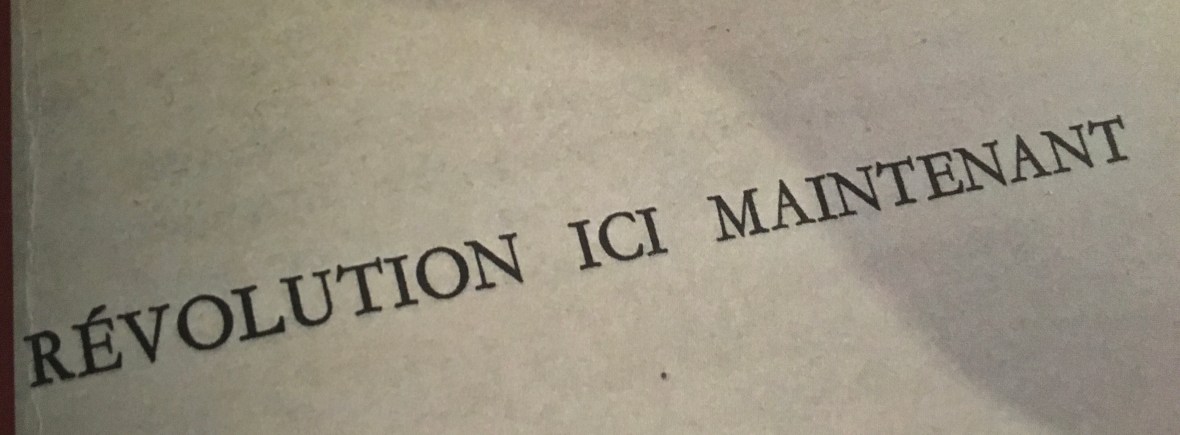 RÉVOLUTION ICI MAINTENANT